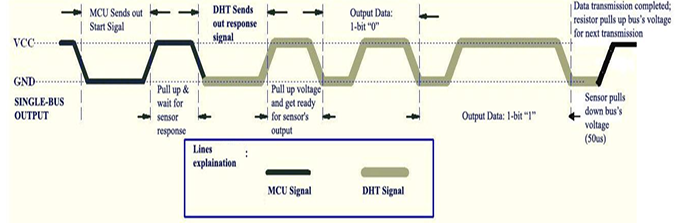 MCU Sends out
Start Sigal
DHT Sends
out response
signal
Output Data:
1-bit "0"
Data transmission completed;
resistor pulls up bus's voltage
for next transmission
VCC
GND
SINGLE-BUS
OUTPUT
Pull up &
wait for
sensor
response
Pull up voltage
and get ready
for sensor's
output
Output Data: 1-bit "1"
Sensor pulls
down bus's
voltage
(50us)
Lines :
explaination
MCU Signal
DHT Signal